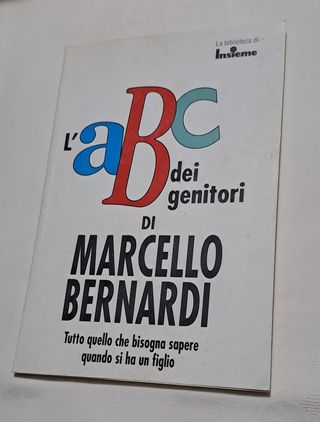 La biblioteca di
Insieme
L'aBC
dei
genitori
DI
MARCELLO
BERNARDI
Tutto quello che bisogna sapere
quando si ha un figlio